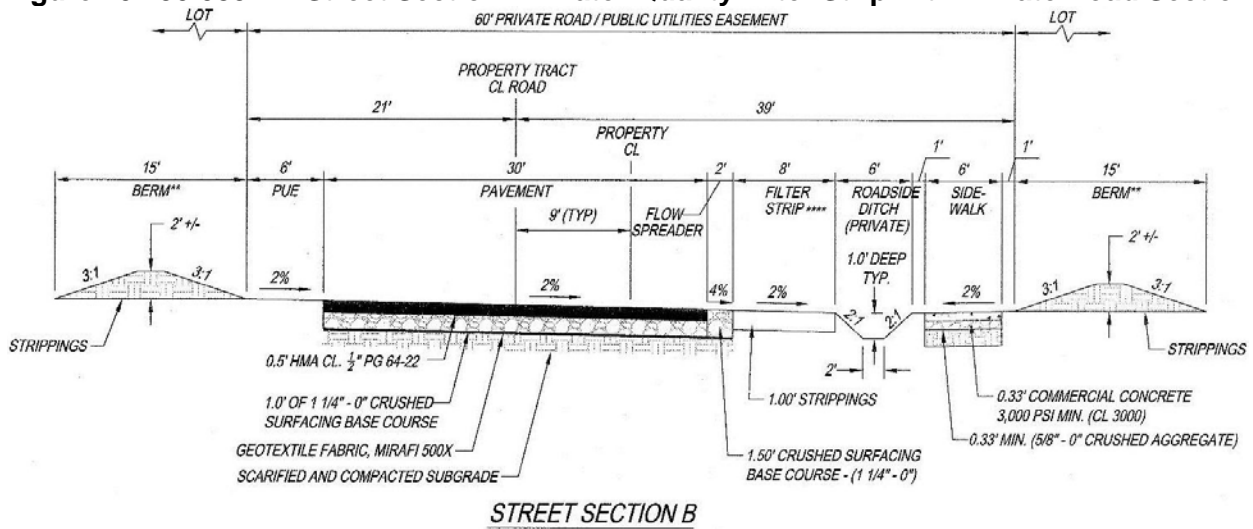 60' PRIVATE ROAD / PUBLIC UTILITIES EASEMENT
LOT
LOT
PROPERTY TRACT
CL ROAD
21'
39'
PROPERTY
CL
15'
BERM**
6'
PUE
30'
PAVEMENT
2'
FLOW
SPREADER
8'
FILTER
STRIP ****
6'
ROADSIDE
DITCH
(PRIVATE)
1'
6'
SIDE-
WALK
1'
15'
BERM**
9' (TYP)
2' +/-
1.0' DEEP
TYP.
2' +/-
3:1
3:1
2%
2%
4%
2%
2:1
2:1
2%
3:1
3:1
STRIPPINGS
STRIPPINGS
0.5' HMA CL. ½" PG 64-22
1.0' OF 1 1/4" - 0" CRUSHED
SURFACING BASE COURSE
GEOTEXTILE FABRIC, MIRAFI 500X
SCARIFIED AND COMPACTED SUBGRADE
2'
1.00' STRIPPINGS
1.50' CRUSHED SURFACING
BASE COURSE - (1 1/4" - 0")
0.33' COMMERCIAL CONCRETE
3,000 PSI MIN. (CL 3000)
0.33' MIN. (5/8" - 0" CRUSHED AGGREGATE)
STREET SECTION B